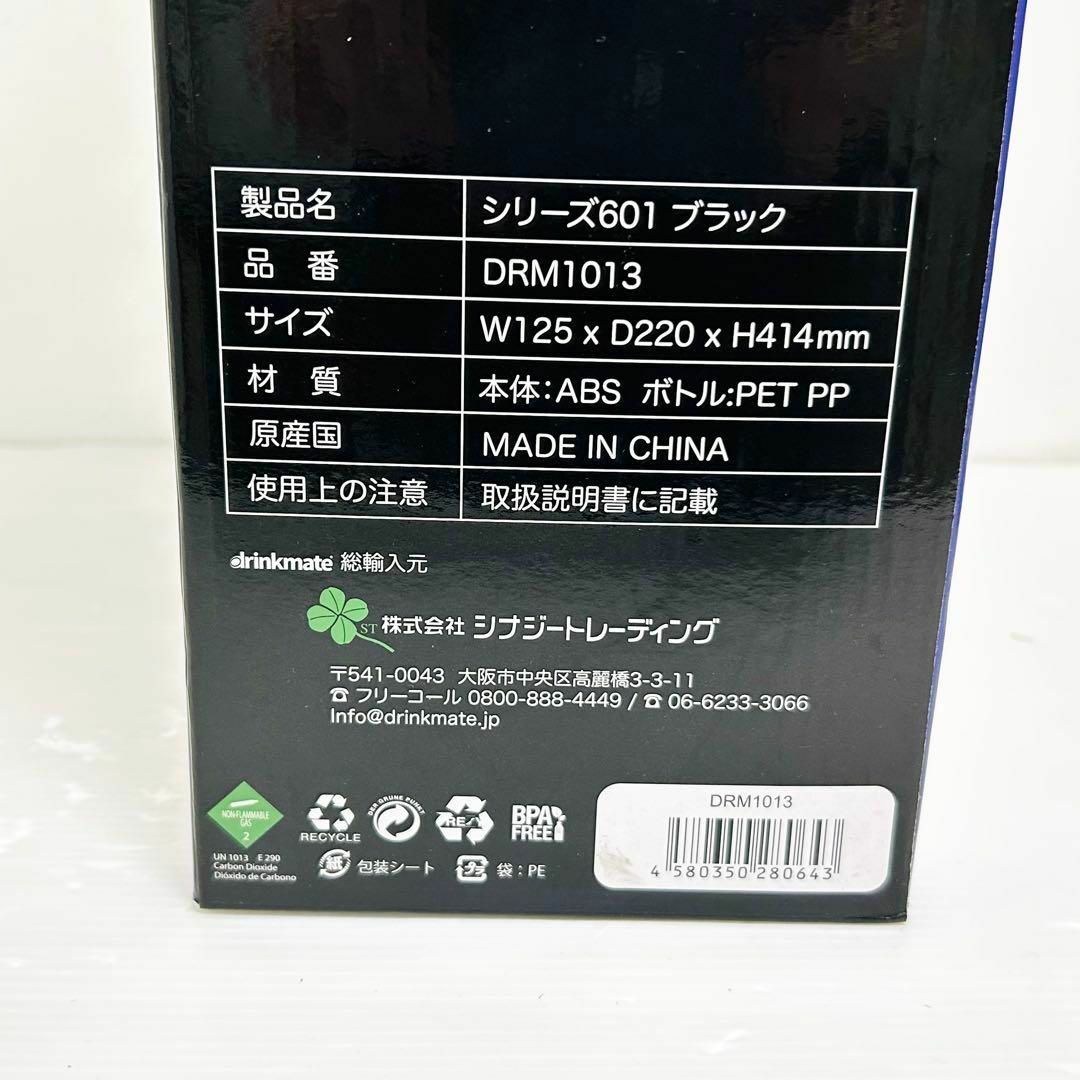 製品名 シリーズ601 ブラック
品 番 DRM1013
サイズ W125 x D220 x H414mm
材 質 本体:ABS ボトル:PET PP
原産国 MADE IN CHINA
使用上の注意 取扱説明書に記載
drinkmate® 総輸入元
ST 株式会社 シナジートレーディング
〒541-0043 大阪市中央区高麗橋3-3-11
☎ フリーコール 0800-888-4449 / ☎ 06-6233-3066
Info@drinkmate.jp
NON-FLAMMABLE
GAS
2
UN 1013 E 290
Carbon Dioxide
Dióxido de Carbono
RECYCLE
DER GRUNE PUNKT
RE
BPA
FREE
紙 包装シート
プラ 袋:PE
DRM1013
4 580350 280643